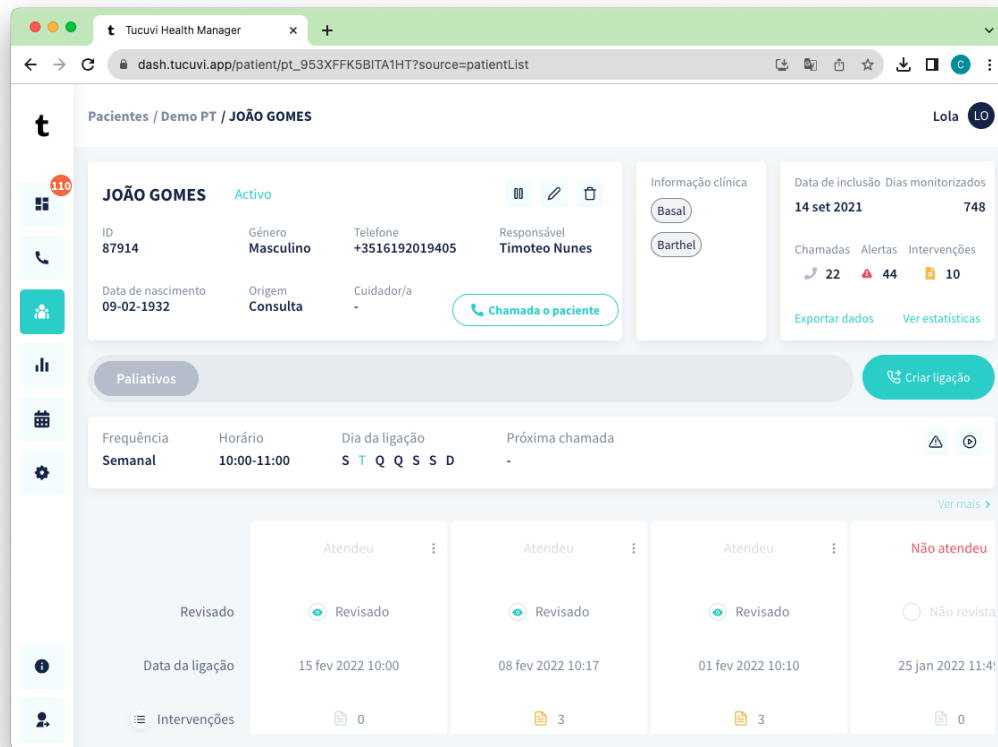 t Tucuvi Health Manager
dash.tucuvi.app/patient/pt_953XFFK5BITA1HT?source=patientList
C
t
Pacientes / Demo PT / JOÃO GOMES
Lola LO
110
JOÃO GOMES Activo
ID Género Telefone Responsável
87914 Masculino +3516192019405 Timoteo Nunes
Data de nascimento Origem Cuidador/a
09-02-1932 Consulta -
Chamada o paciente
Informação clínica
Basal
Barthel
Data de inclusão Dias monitorizados
14 set 2021 748
Chamadas Alertas Intervenções
22 44 10
Exportar dados Ver estatísticas
Paliativos
Criar ligação
Frequência Horário Dia da ligação Próxima chamada
Semanal 10:00-11:00 S T Q Q S S D -
Ver mais
Atendeu Atendeu Atendeu Não atendeu
Revisado Revisado Revisado Revisado Não revista
Data da ligação 15 fev 2022 10:00 08 fev 2022 10:17 01 fev 2022 10:10 25 jan 2022
Intervenções 0 3 3 0